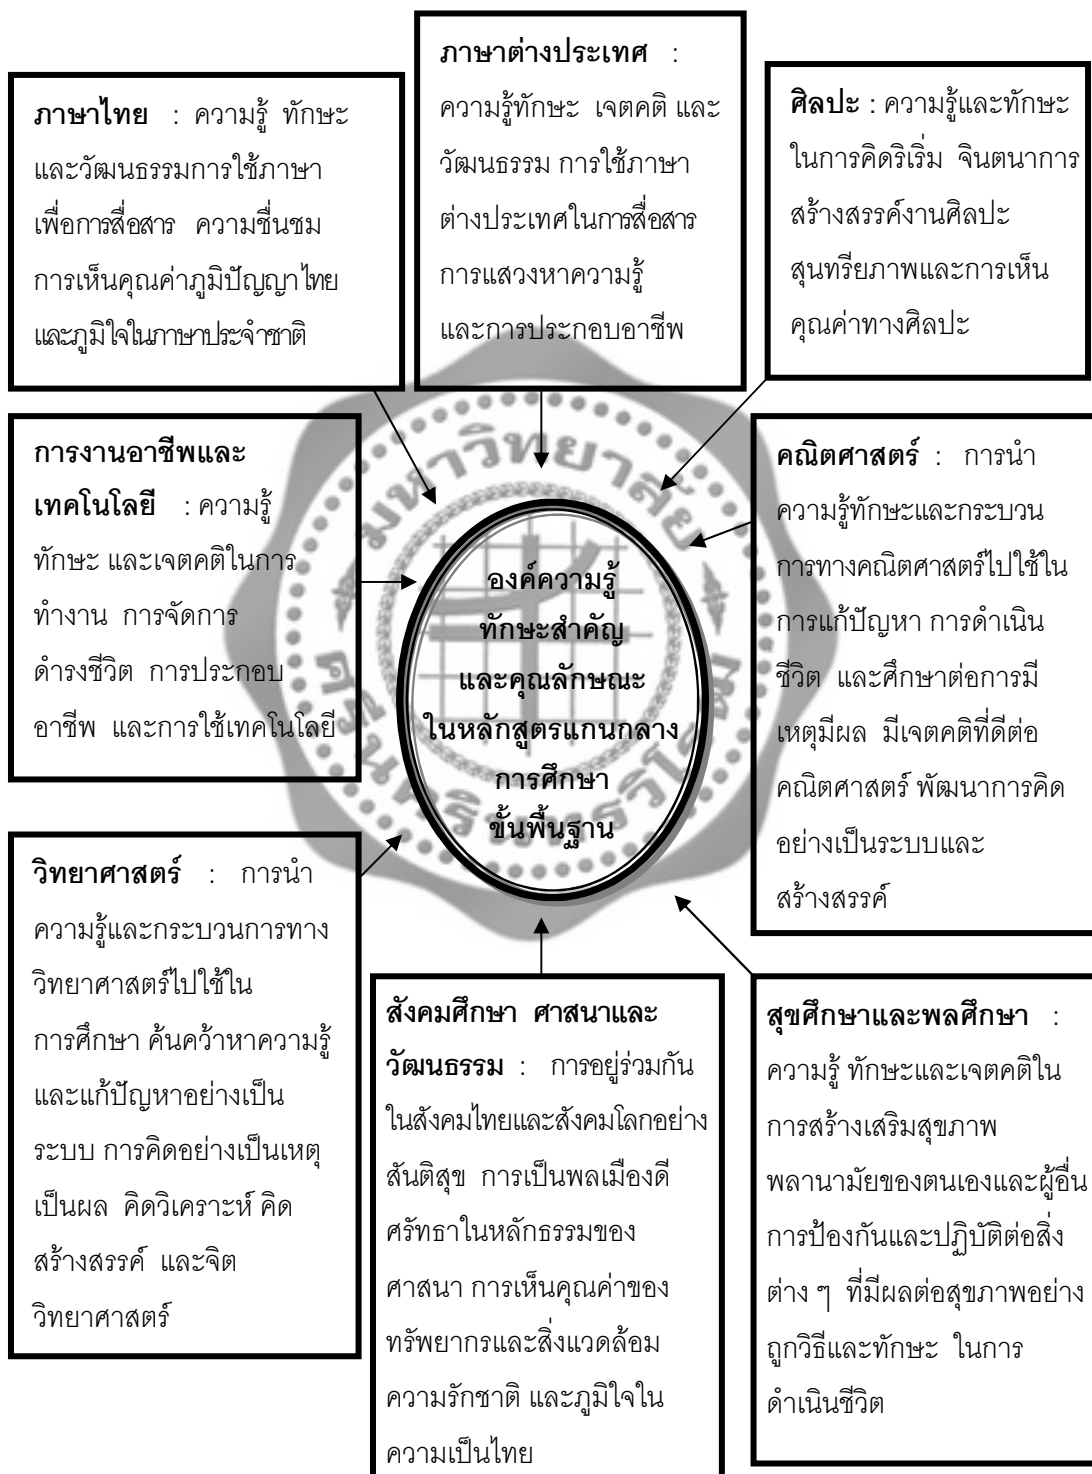 ภาษาไทย : ความรู้ ทักษะ
และวัฒนธรรมการใช้ภาษา
เพื่อการสื่อสาร ความชื่นชม
การเห็นคุณค่าภูมิปัญญาไทย
และภูมิใจในภาษาประจำชาติ
ภาษาต่างประเทศ :
ความรู้ทักษะ เจตคติ และ
วัฒนธรรม การใช้ภาษา
ต่างประเทศในการสื่อสาร
การแสวงหาความรู้
และการประกอบอาชีพ
ศิลปะ : ความรู้และทักษะ
ในการคิดริเริ่ม จินตนาการ
สร้างสรรค์งานศิลปะ
สุนทรียภาพและการเห็น
คุณค่าทางศิลปะ
การงานอาชีพและ
เทคโนโลยี : ความรู้
ทักษะ และเจตคติในการ
ทำงาน การจัดการ
ดำรงชีวิต การประกอบ
อาชีพ และการใช้เทคโนโลยี
องค์ความรู้
ทักษะสำคัญ
และคุณลักษณะ
ในหลักสูตรแกนกลาง
การศึกษา
ขั้นพื้นฐาน
คณิตศาสตร์ : การนำ
ความรู้ทักษะและกระบวน
การทางคณิตศาสตร์ไปใช้ใน
การแก้ปัญหา การดำเนิน
ชีวิต และศึกษาต่อการมี
เหตุมีผล มีเจตคติที่ดีต่อ
คณิตศาสตร์ พัฒนาการคิด
อย่างเป็นระบบและ
สร้างสรรค์
วิทยาศาสตร์ : การนำ
ความรู้และกระบวนการทาง
วิทยาศาสตร์ไปใช้ใน
การศึกษา ค้นคว้าหาความรู้
และแก้ปัญหาอย่างเป็น
ระบบ การคิดอย่างเป็นเหตุ
เป็นผล คิดวิเคราะห์ คิด
สร้างสรรค์ และจิต
วิทยาศาสตร์
สังคมศึกษา ศาสนาและ
วัฒนธรรม : การอยู่ร่วมกัน
ในสังคมไทยและสังคมโลกอย่าง
สันติสุข การเป็นพลเมืองดี
ศรัทธาในหลักธรรมของ
ศาสนา การเห็นคุณค่าของ
ทรัพยากรและสิ่งแวดล้อม
ความรักชาติ และภูมิใจใน
ความเป็นไทย
สุขศึกษาและพลศึกษา :
ความรู้ ทักษะและเจตคติใน
การสร้างเสริมสุขภาพ
พลานามัยของตนเองและผู้อื่น
การป้องกันและปฏิบัติต่อสิ่ง
ต่าง ๆ ที่มีผลต่อสุขภาพอย่าง
ถูกวิธีและทักษะ ในการ
ดำเนินชีวิต
มหาวิทยาลัย
ศรีนครินทรวิโรฒ